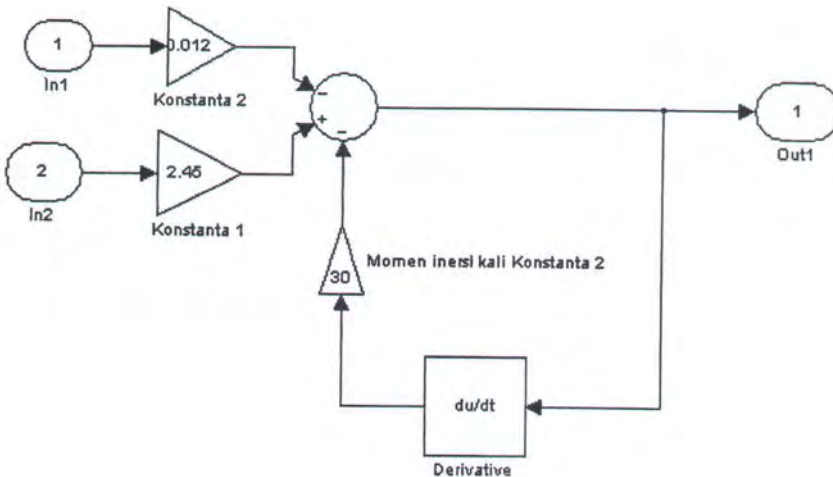 1
In1
0.012
Konstanta 2
2
In2
2.45
Konstanta 1
−
+
−
1
Out1
30
Momen inersi kali Konstanta 2
du/dt
Derivative